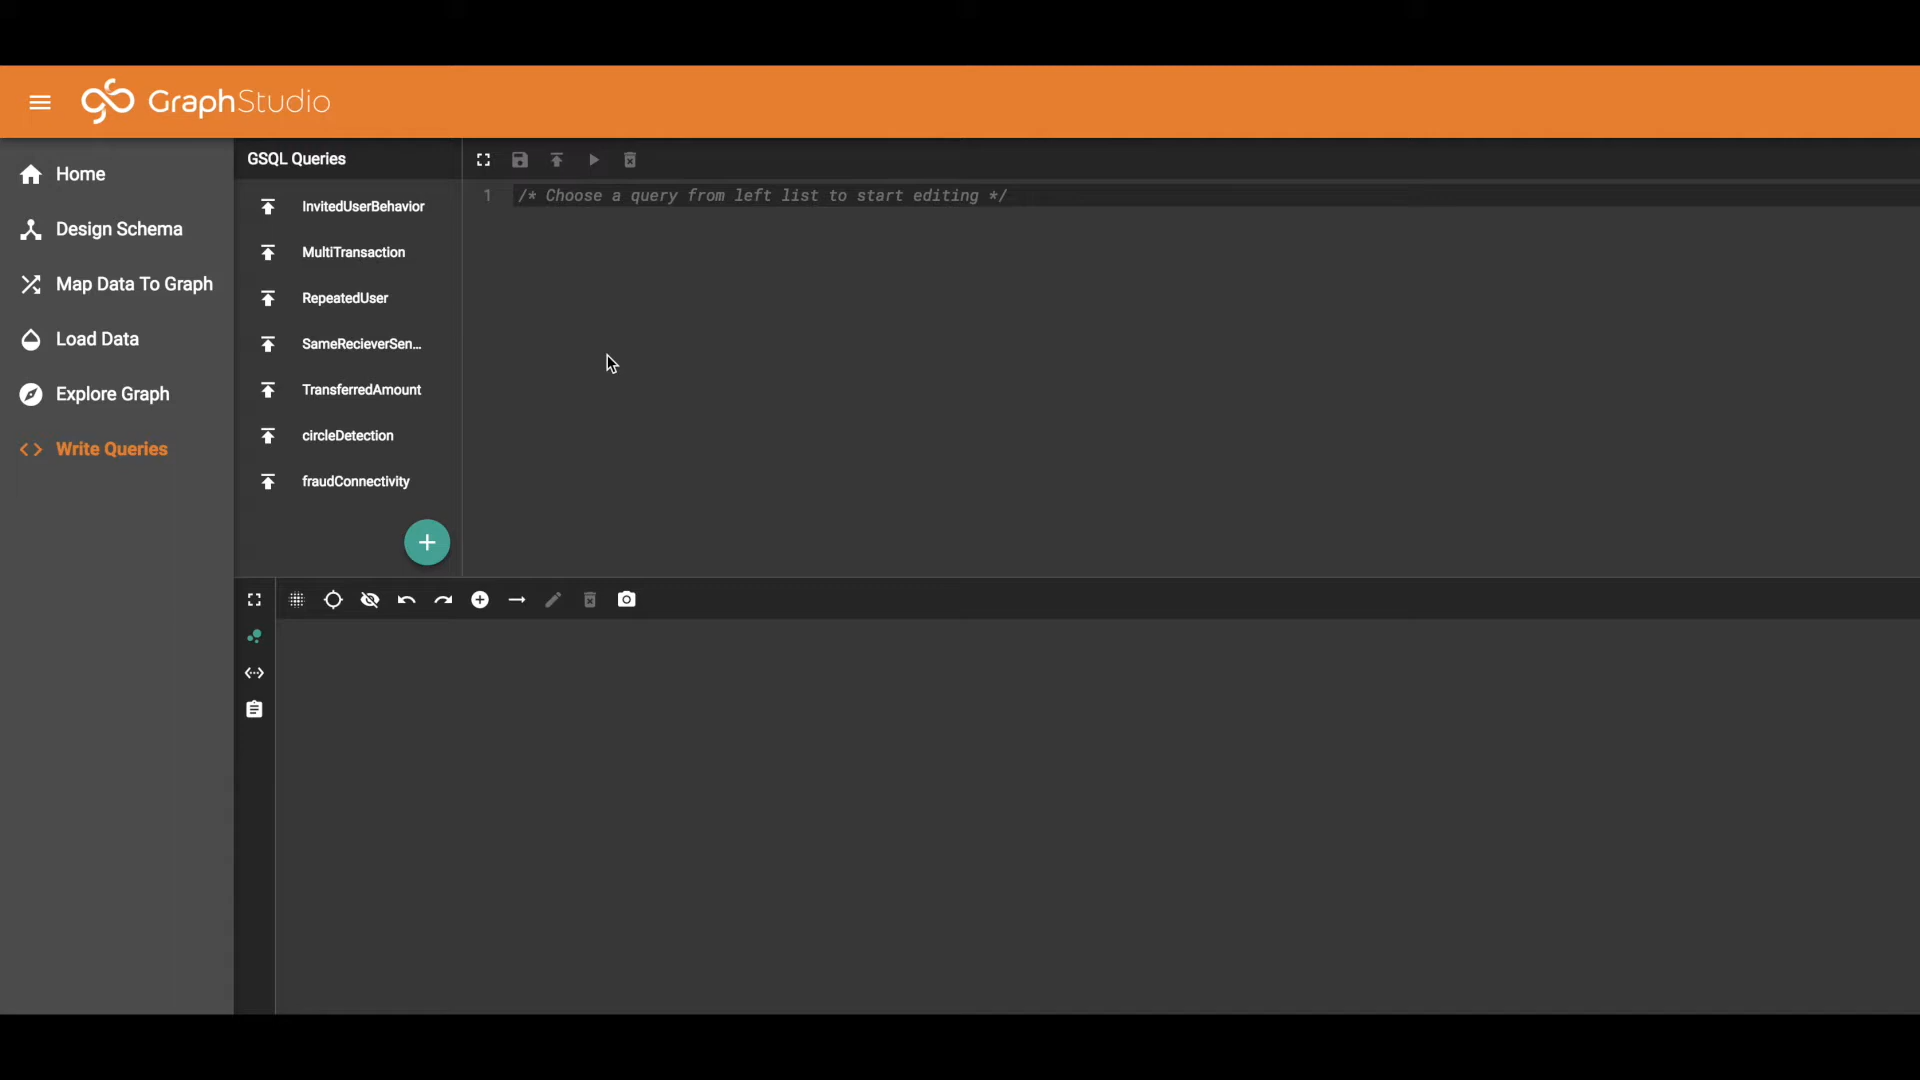 GraphStudio
Home
Design Schema
Map Data To Graph
Load Data
Explore Graph
Write Queries
GSQL Queries
InvitedUserBehavior
MultiTransaction
RepeatedUser
SameRecieverSen...
TransferredAmount
circleDetection
fraudConnectivity
1 /* Choose a query from left list to start editing */